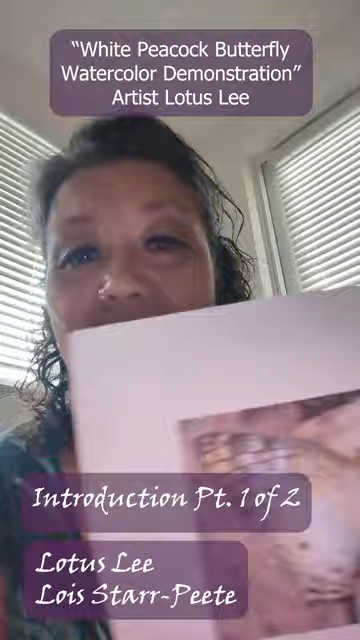 “White Peacock Butterfly
Watercolor Demonstration”
Artist Lotus Lee
Introduction Pt. 1 of 2
Lotus Lee
Lois Starr-Peete